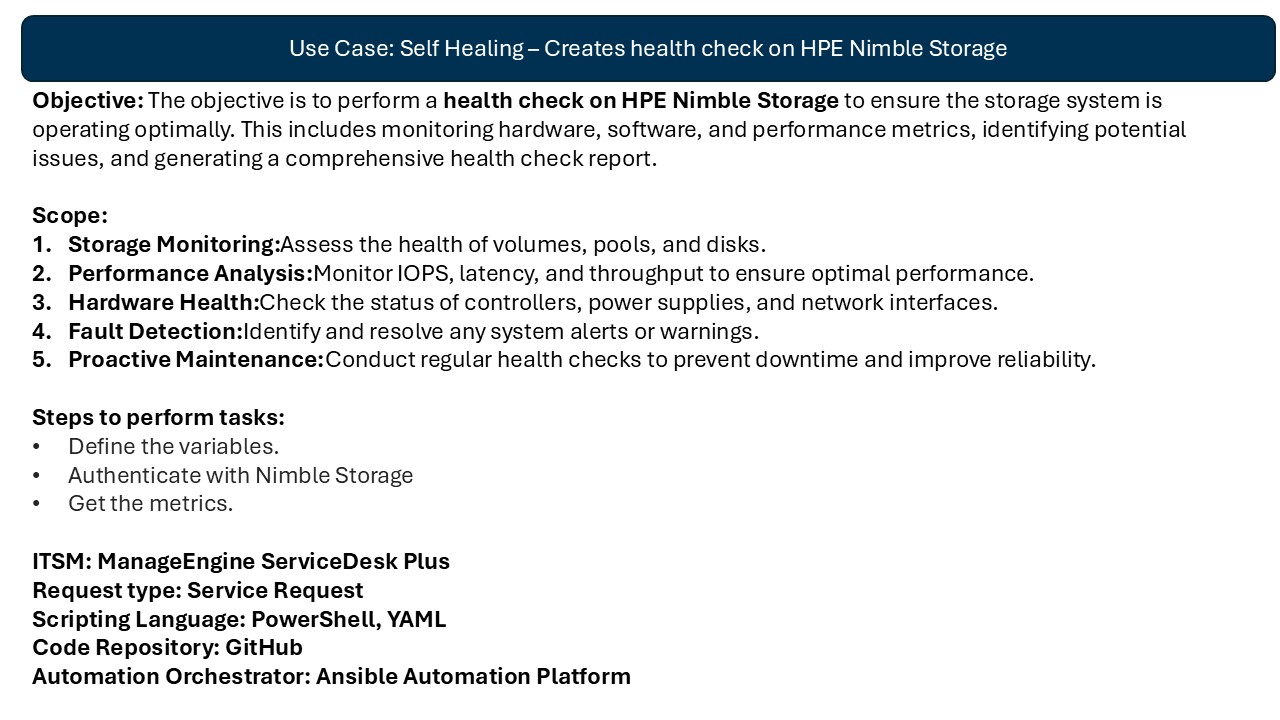 Use Case: Self Healing – Creates health check on HPE Nimble Storage
Objective: The objective is to perform a health check on HPE Nimble Storage to ensure the storage system is
operating optimally. This includes monitoring hardware, software, and performance metrics, identifying potential
issues, and generating a comprehensive health check report.
Scope:
1. Storage Monitoring:Assess the health of volumes, pools, and disks.
2. Performance Analysis:Monitor IOPS, latency, and throughput to ensure optimal performance.
3. Hardware Health:Check the status of controllers, power supplies, and network interfaces.
4. Fault Detection:Identify and resolve any system alerts or warnings.
5. Proactive Maintenance:Conduct regular health checks to prevent downtime and improve reliability.
Steps to perform tasks:
• Define the variables.
• Authenticate with Nimble Storage
• Get the metrics.
ITSM: ManageEngine ServiceDesk Plus
Request type: Service Request
Scripting Language: PowerShell, YAML
Code Repository: GitHub
Automation Orchestrator: Ansible Automation Platform